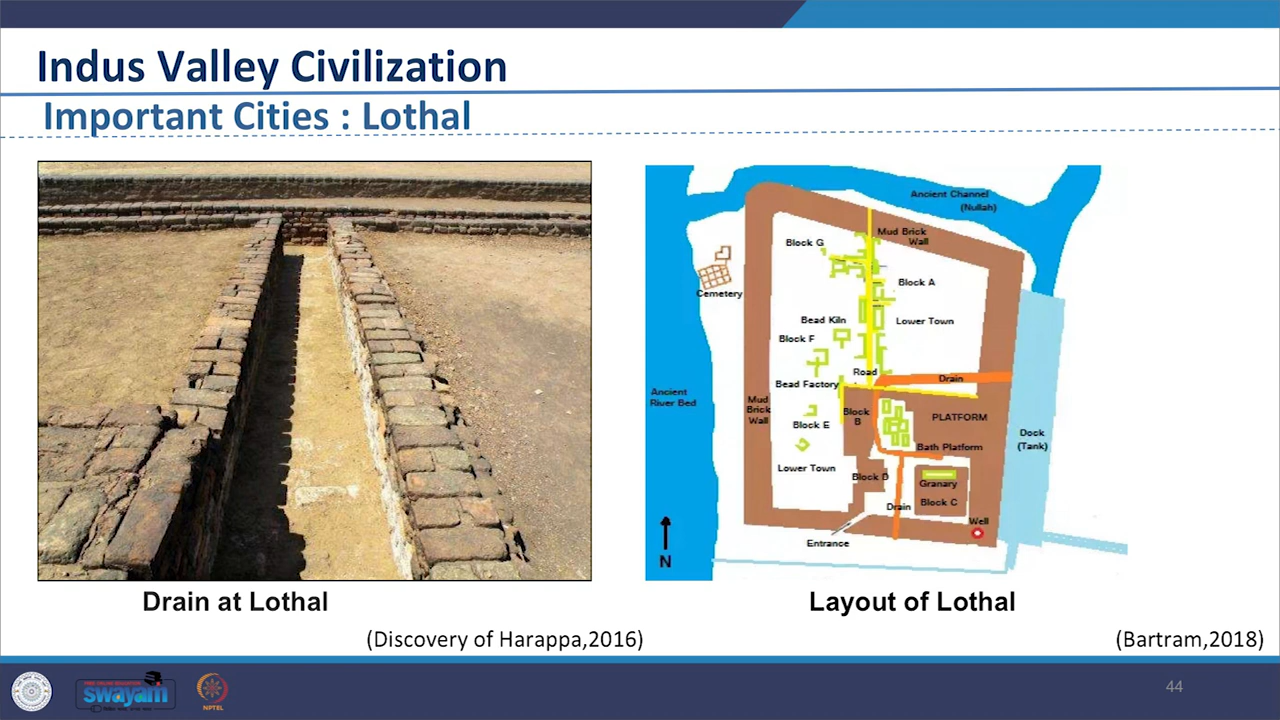 Indus Valley Civilization
Important Cities : Lothal
Ancient Channel
(Nullah)
Mud Brick
Wall
Block G
Block A
Cemetery
Bead Kiln
Lower Town
Block F
Road
Drain
Bead Factory
Ancient
River Bed
Mud
Brick
Wall
Block
B
PLATFORM
Block E
Dock
(Tank)
Bath Platform
Lower Town
Block D
Granary
Block C
Drain
Well
Entrance
N
Drain at Lothal
Layout of Lothal
(Discovery of Harappa,2016)
(Bartram,2018)
swayam
NPTEL
44